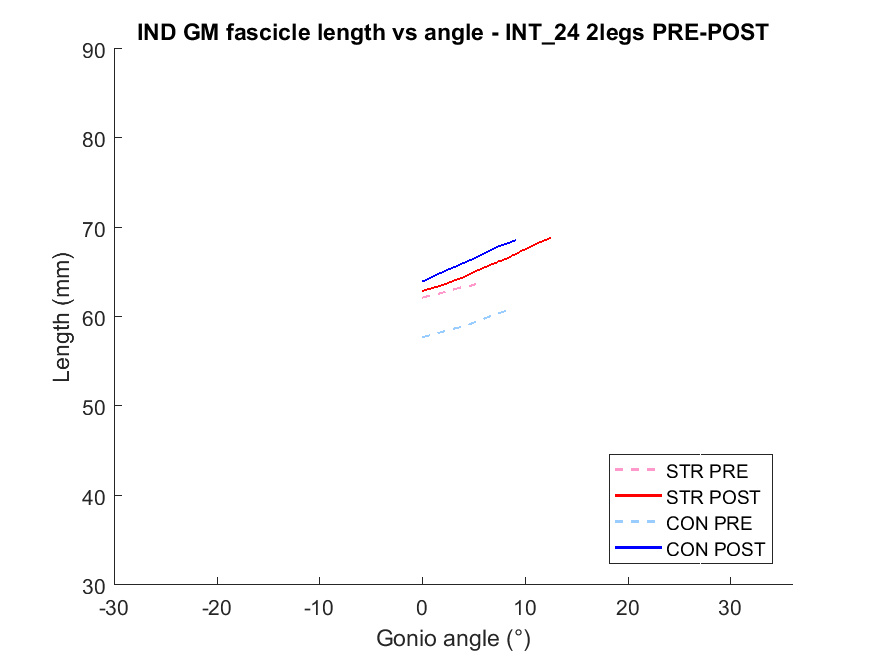 IND GM fascicle length vs angle - INT_24 2legs PRE-POST
90
80
70
60
50
40
30
Length (mm)
-30
-20
-10
0
10
20
30
Gonio angle (°)
STR PRE
STR POST
CON PRE
CON POST